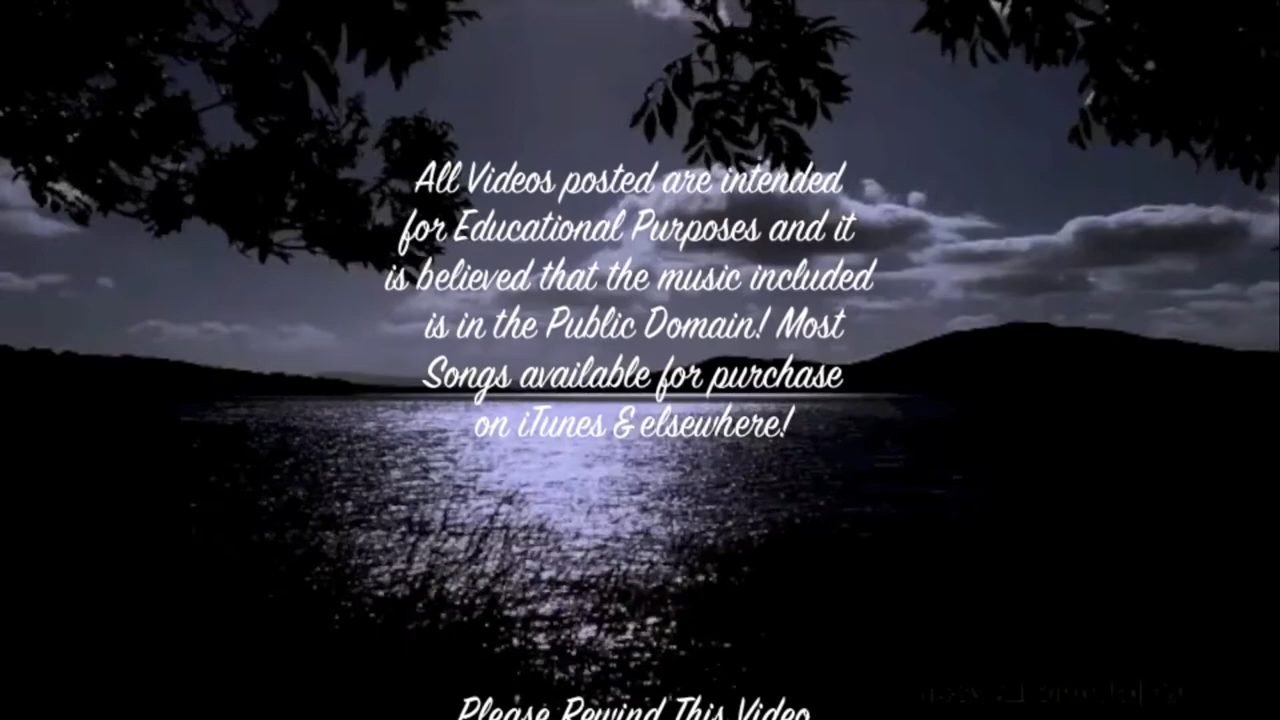 All Videos posted are intended
for Educational Purposes and it
is believed that the music included
is in the Public Domain! Most
Songs available for purchase
on iTunes & elsewhere!
Please Rewind This Video